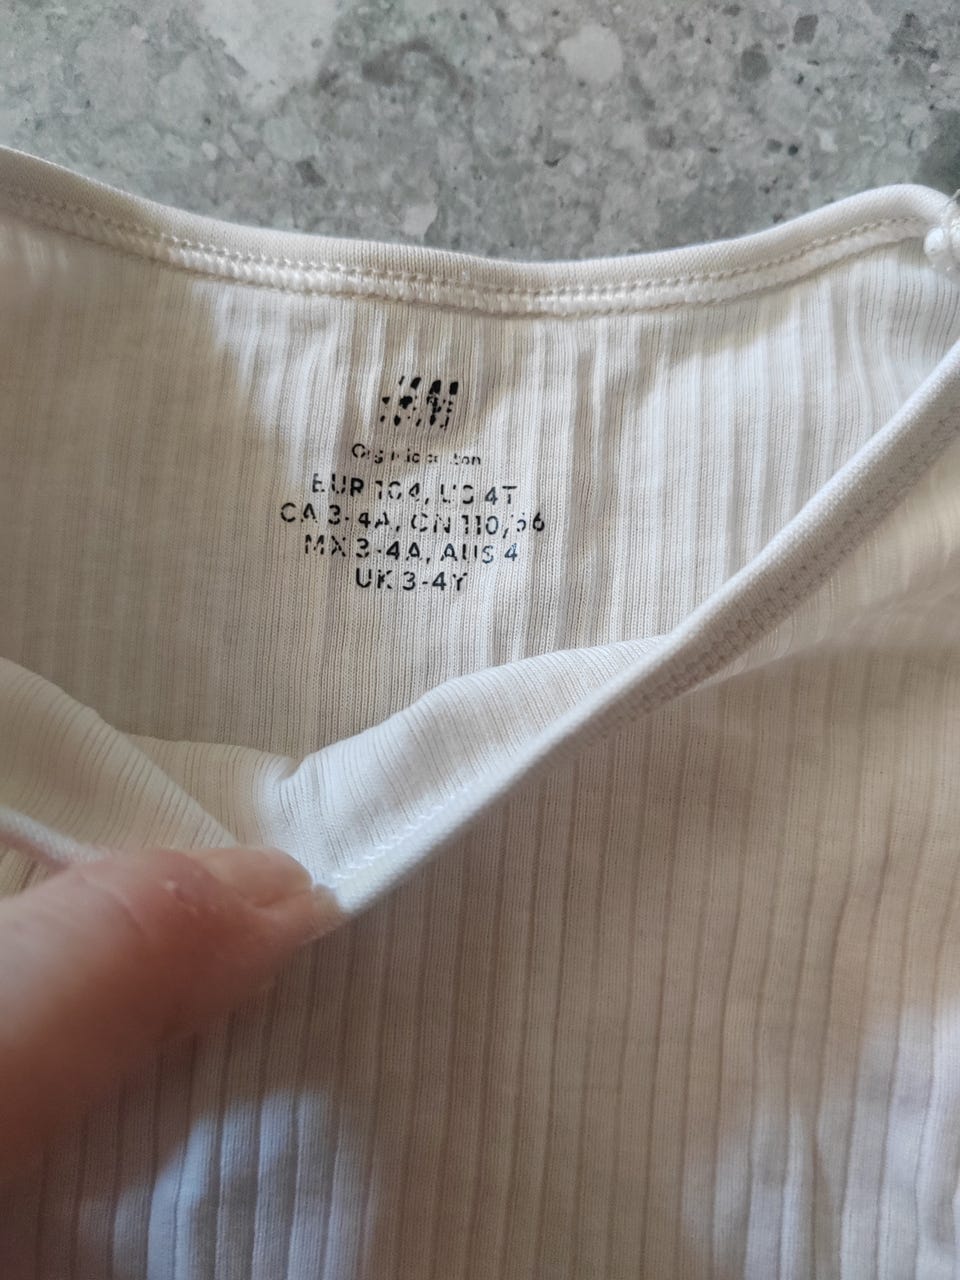 H&M
Organic cotton
EUR 104, US 4T
CA 3-4A, CN 110/56
MX 3-4A, AUS 4
UK 3-4Y